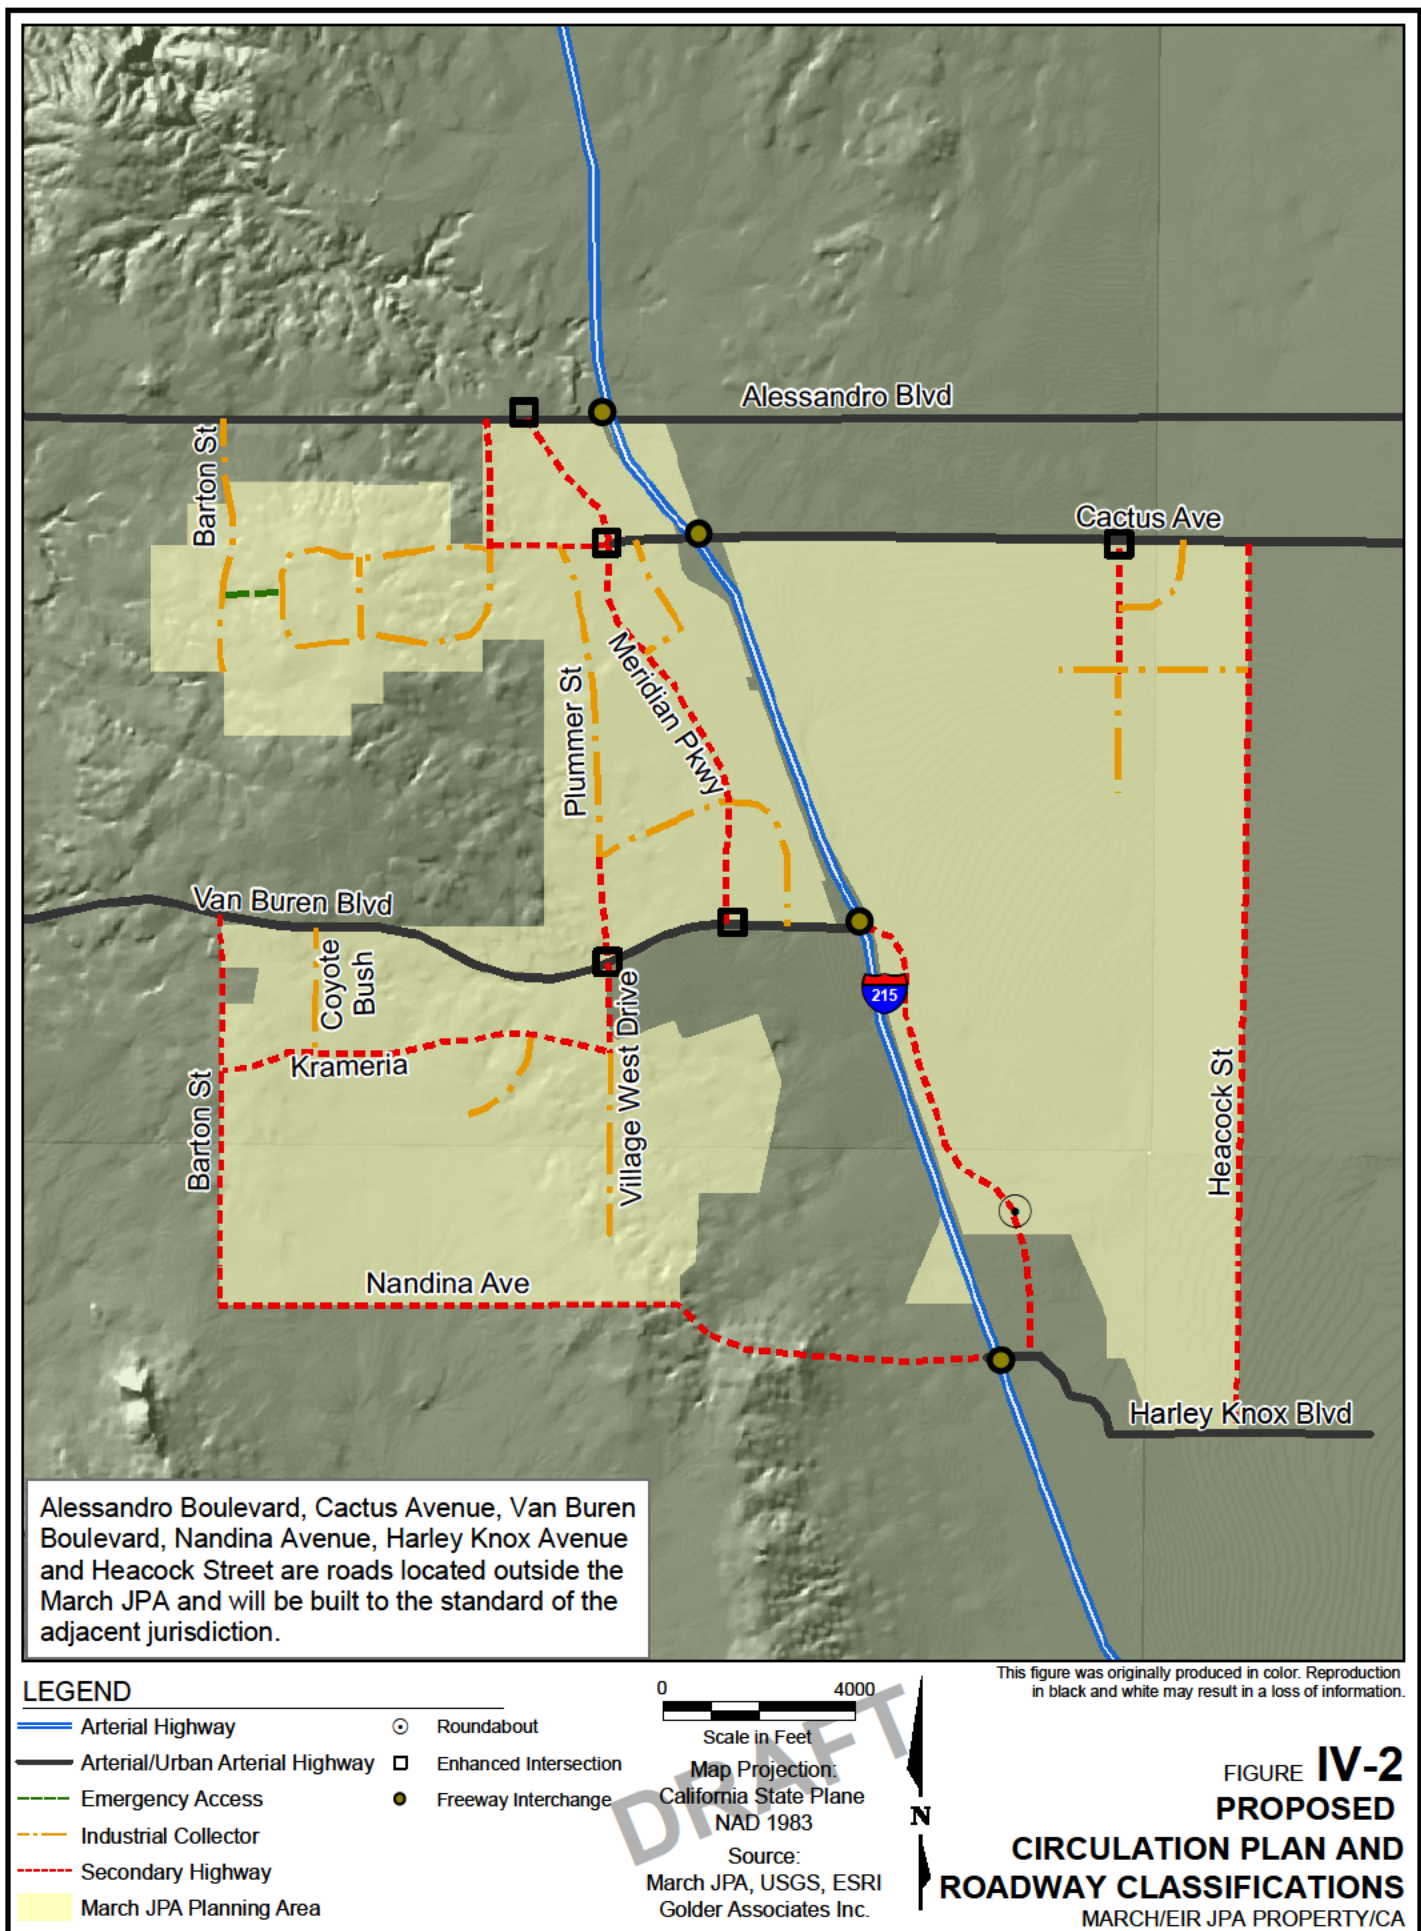 Alessandro Blvd
Barton St
Cactus Ave
Meridian Pkwy
Plummer St
Van Buren Blvd
Coyote
Bush
215
Krameria
Village West Drive
Barton St
Heacock St
Nandina Ave
Harley Knox Blvd
Alessandro Boulevard, Cactus Avenue, Van Buren
Boulevard, Nandina Avenue, Harley Knox Avenue
and Heacock Street are roads located outside the
March JPA and will be built to the standard of the
adjacent jurisdiction.
LEGEND
Arterial Highway
Arterial/Urban Arterial Highway
Emergency Access
Industrial Collector
Secondary Highway
March JPA Planning Area
Roundabout
Enhanced Intersection
Freeway Interchange
0 4000
Scale in Feet
Map Projection:
California State Plane
NAD 1983
Source:
March JPA, USGS, ESRI
Golder Associates Inc.
DRAFT
N
This figure was originally produced in color. Reproduction
in black and white may result in a loss of information.
FIGURE IV-2
PROPOSED
CIRCULATION PLAN AND
ROADWAY CLASSIFICATIONS
MARCH/EIR JPA PROPERTY/CA